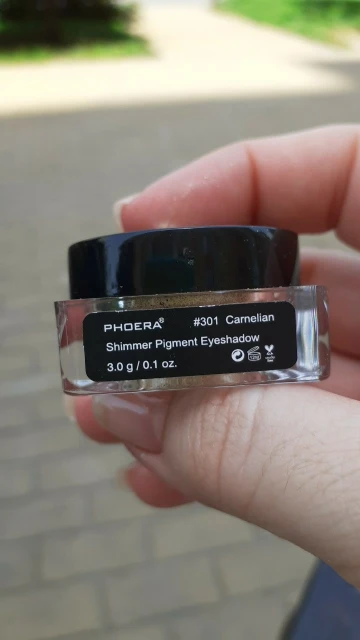 PHOERA® #301 Carnelian
Shimmer Pigment Eyeshadow
3.0 g / 0.1 oz.